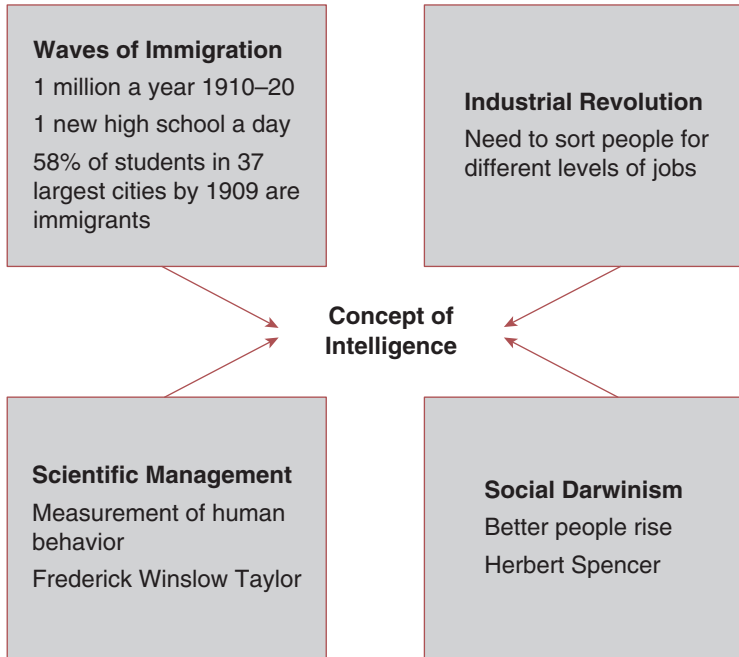 Waves of Immigration
1 million a year 1910–20
1 new high school a day
58% of students in 37
largest cities by 1909 are
immigrants
Industrial Revolution
Need to sort people for
different levels of jobs
Concept of
Intelligence
Scientific Management
Measurement of human
behavior
Frederick Winslow Taylor
Social Darwinism
Better people rise
Herbert Spencer